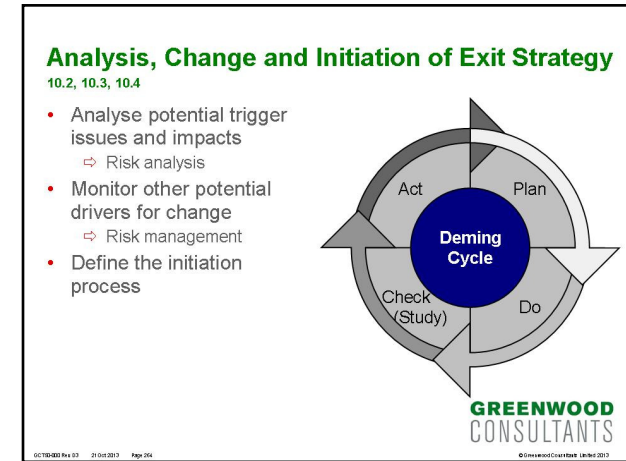 Analysis, Change and Initiation of Exit Strategy
10.2, 10.3, 10.4
• Analyse potential trigger
issues and impacts
⇨ Risk analysis
• Monitor other potential
drivers for change
⇨ Risk management
• Define the initiation
process
Act
Plan
Deming
Cycle
Check
(Study)
Do
GREENWOOD
CONSULTANTS
21 Oct 2013
Page 264
© Greenwood Consultants Limited 2013